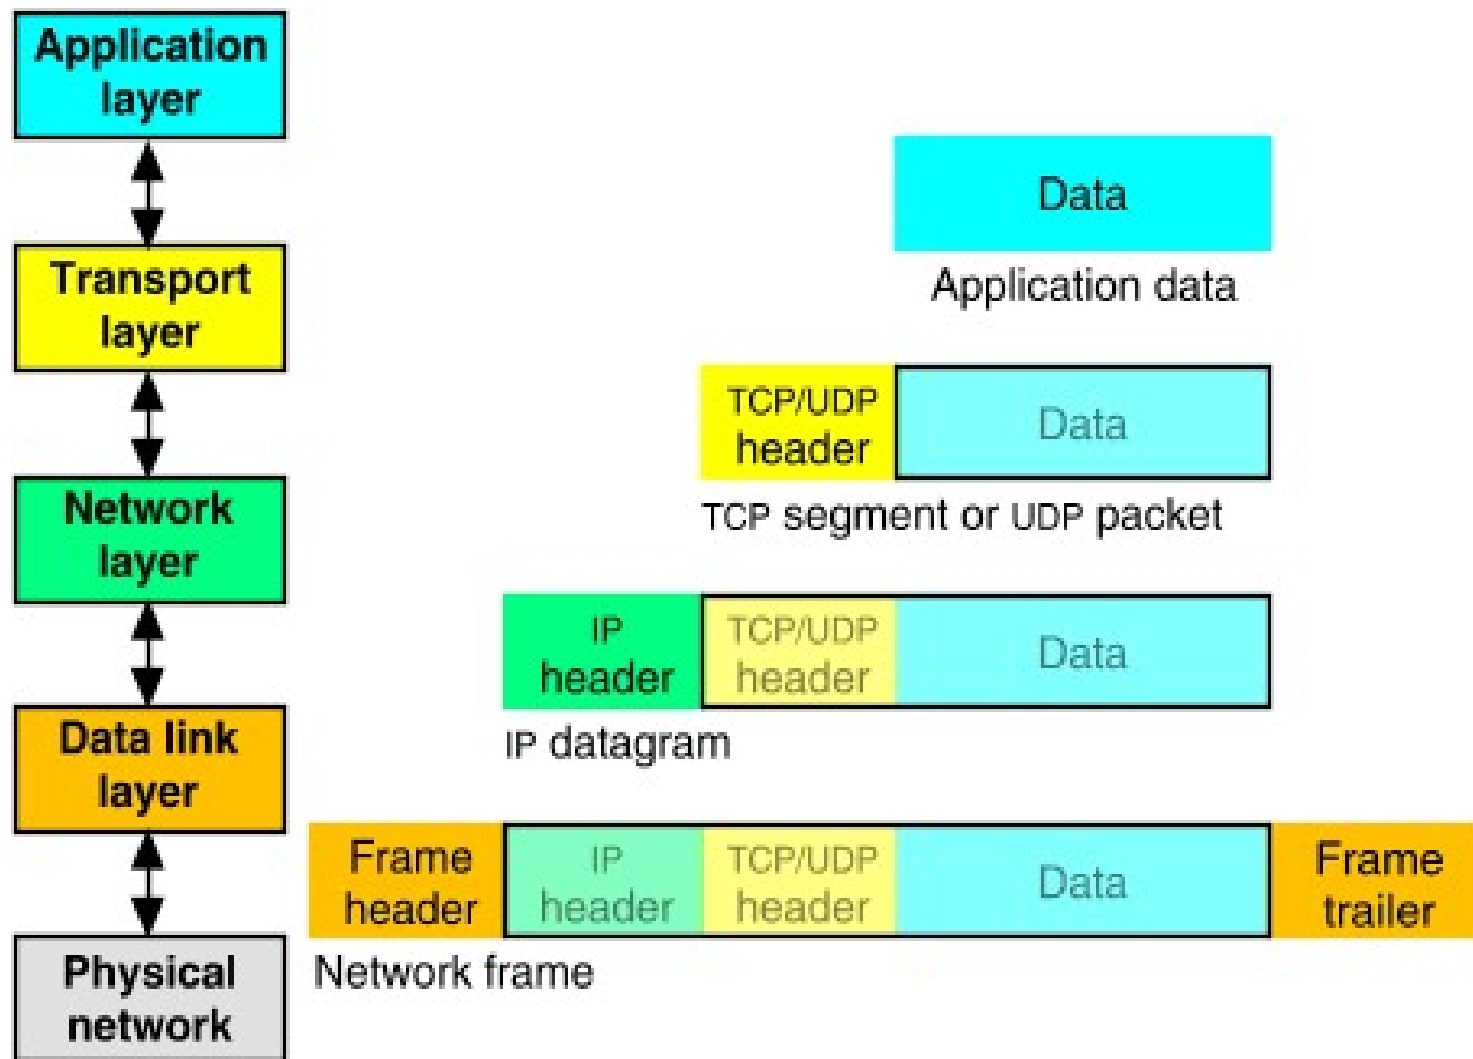 Application
layer
Data
Application data
Transport
layer
TCP/UDP
header
Data
TCP segment or UDP packet
Network
layer
IP
header
TCP/UDP
header
Data
IP datagram
Data link
layer
Frame
header
IP
header
TCP/UDP
header
Data
Frame
trailer
Network frame
Physical
network